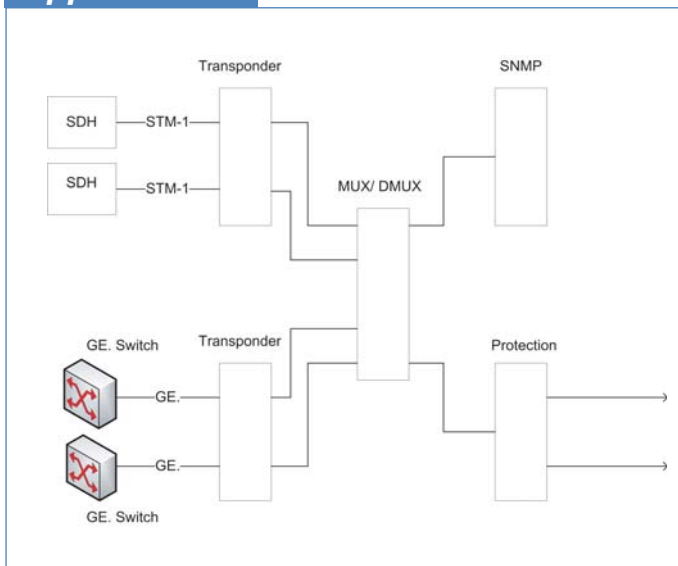 Transponder
SNMP
SDH
STM-1
SDH
STM-1
MUX/ DMUX
GE. Switch
Transponder
Protection
GE.
GE.
GE. Switch